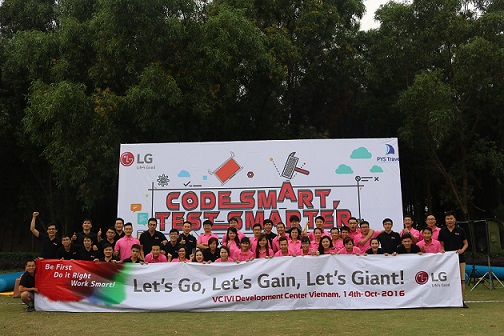 LG
Life's Good
PYS Travel
CODE SMART,
TEST SMARTER
Be First
Do it Right
Work Smart!
Let's Go, Let's Gain, Let's Giant!
LG
Life's Good
VC IVI Development Center Vietnam, 14th- Oct- 2016